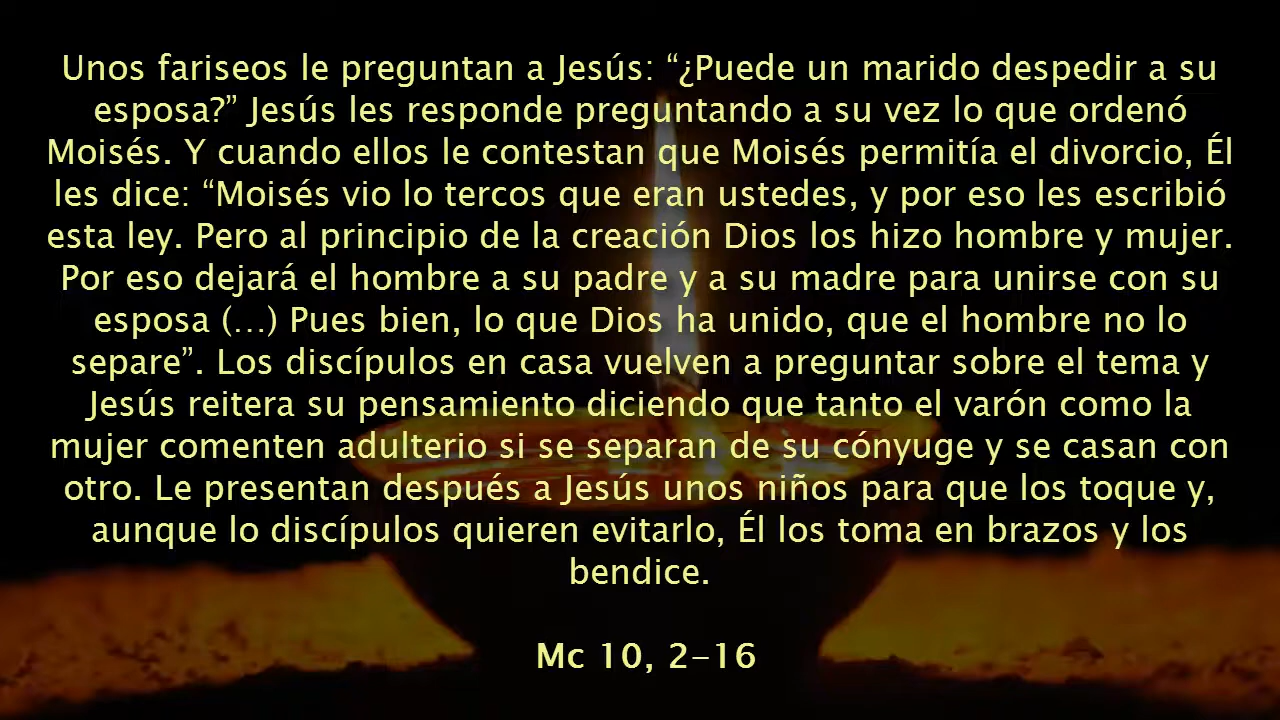 Unos fariseos le preguntan a Jesús: “¿Puede un marido despedir a su
esposa?” Jesús les responde preguntando a su vez lo que ordenó
Moisés. Y cuando ellos le contestan que Moisés permitía el divorcio, Él
les dice: “Moisés vio lo tercos que eran ustedes, y por eso les escribió
esta ley. Pero al principio de la creación Dios los hizo hombre y mujer.
Por eso dejará el hombre a su padre y a su madre para unirse con su
esposa (...) Pues bien, lo que Dios ha unido, que el hombre no lo
separe”. Los discípulos en casa vuelven a preguntar sobre el tema y
Jesús reitera su pensamiento diciendo que tanto el varón como la
mujer comenten adulterio si se separan de su cónyuge y se casan con
otro. Le presentan después a Jesús unos niños para que los toque y,
aunque lo discípulos quieren evitarlo, Él los toma en brazos y los
bendice.
Mc 10, 2-16